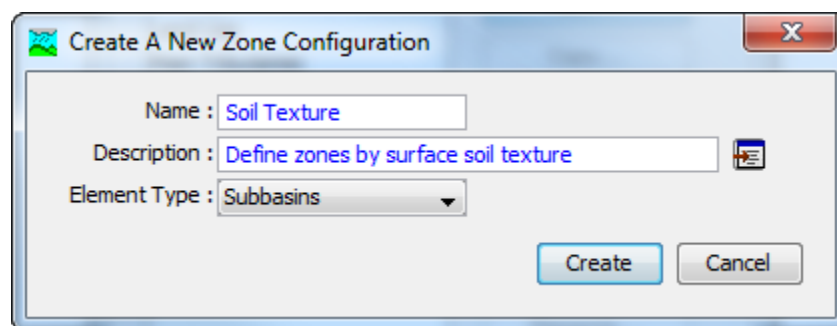 Create A New Zone Configuration
Name : Soil Texture
Description : Define zones by surface soil texture
Element Type : Subbasins
Create Cancel